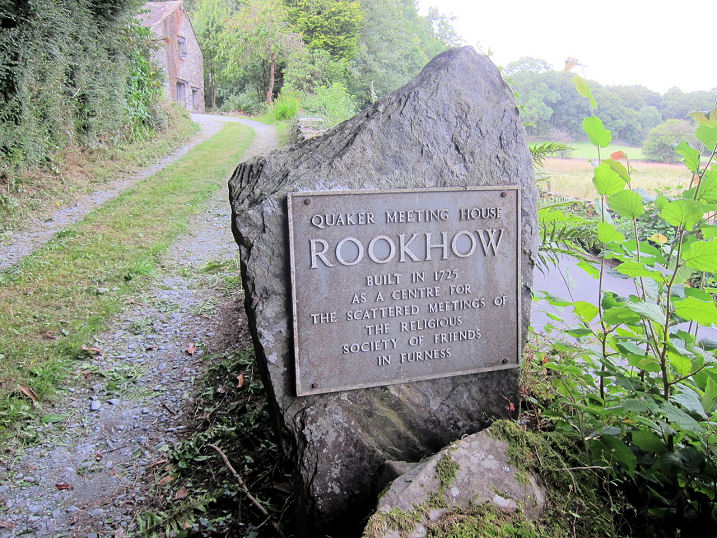 QUAKER MEETING HOUSE
ROOKHOW
BUILT IN 1725
AS A CENTRE FOR
THE SCATTERED MEETINGS OF
THE RELIGIOUS
SOCIETY OF FRIENDS
IN FURNESS